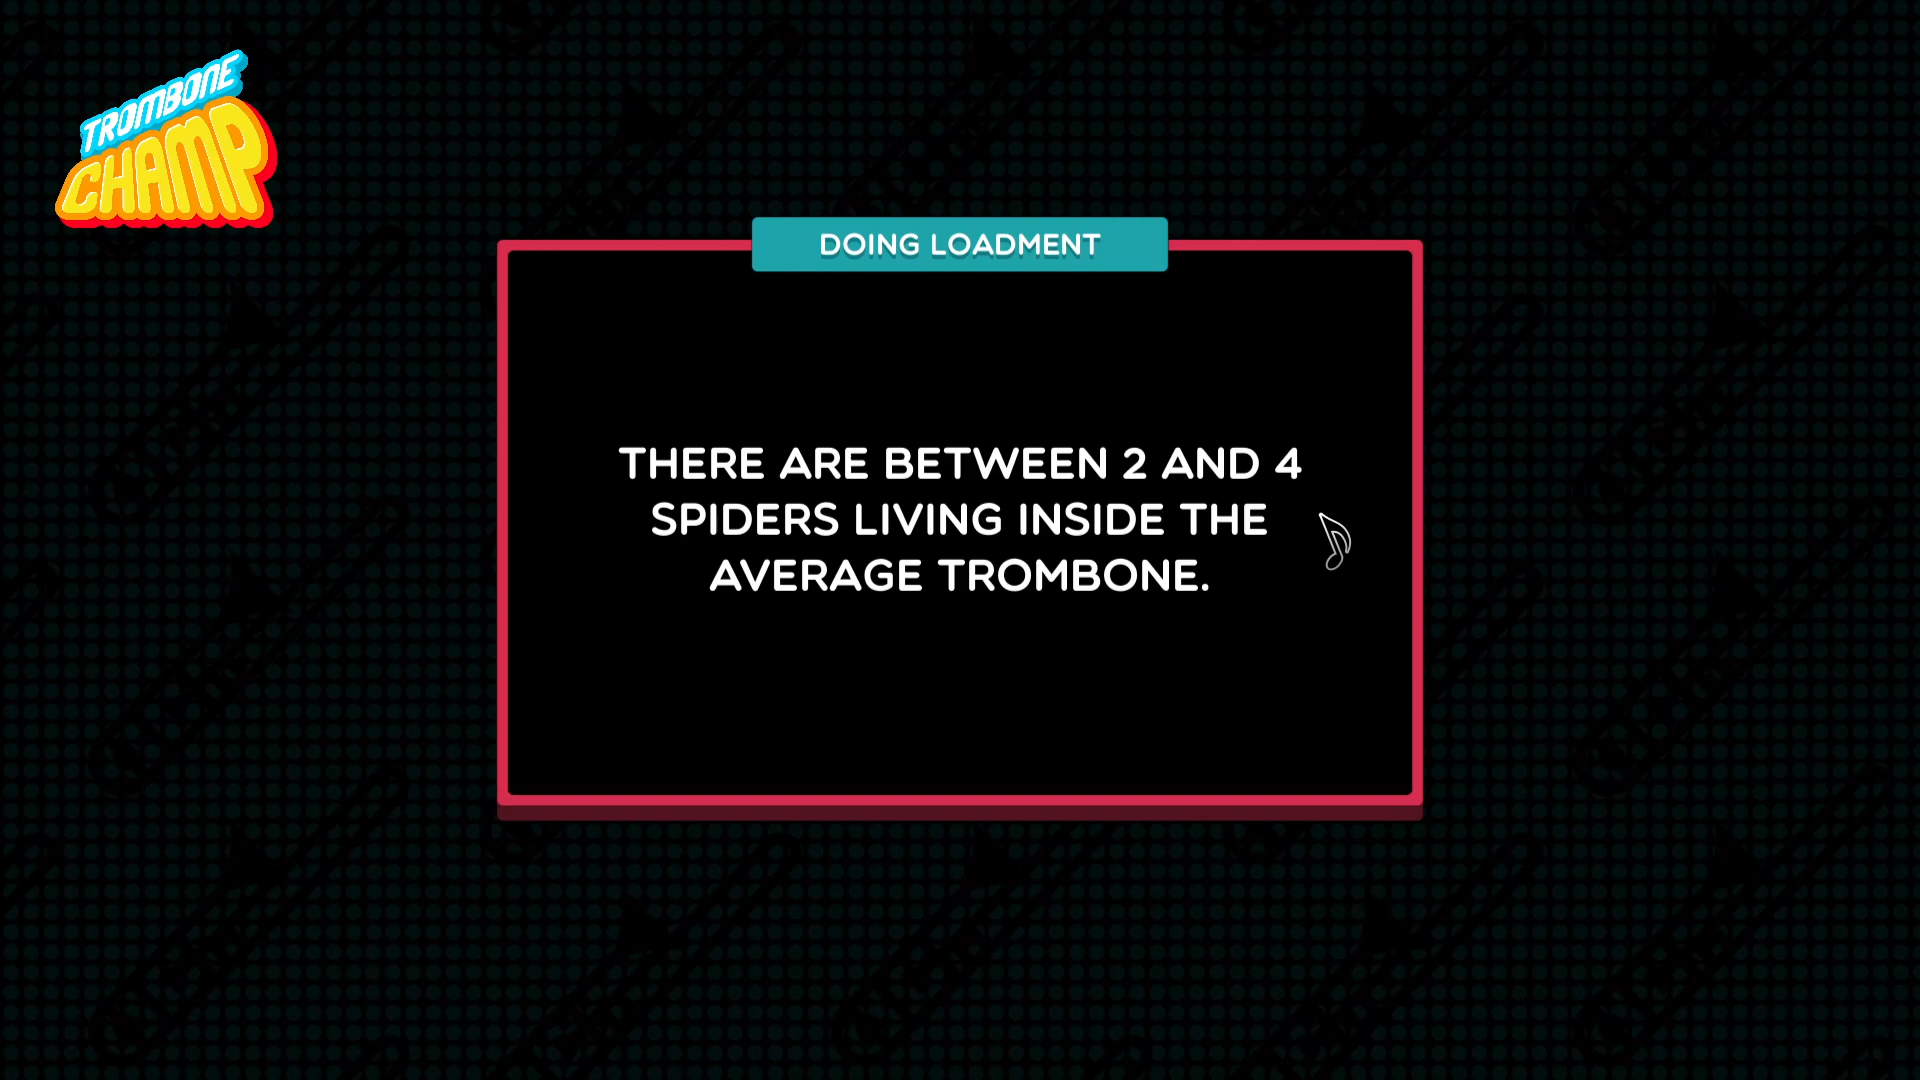 TROMBONE
CHAMP
DOING LOADMENT
THERE ARE BETWEEN 2 AND 4
SPIDERS LIVING INSIDE THE
AVERAGE TROMBONE.